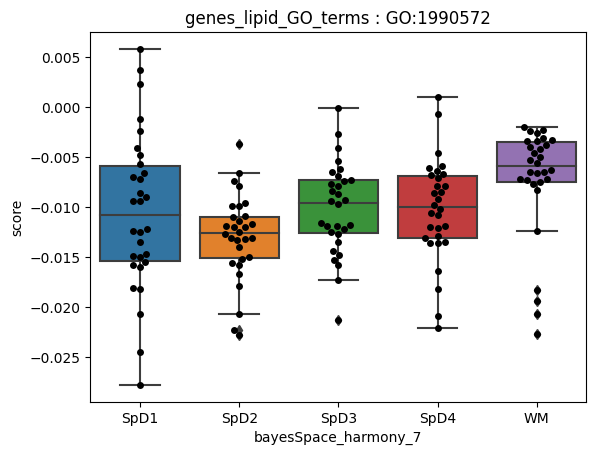 genes_lipid_GO_terms : GO:1990572
0.005
0.000
−0.005
−0.010
−0.015
−0.020
−0.025
score
SpD1 SpD2 SpD3 SpD4 WM
bayesSpace_harmony_7